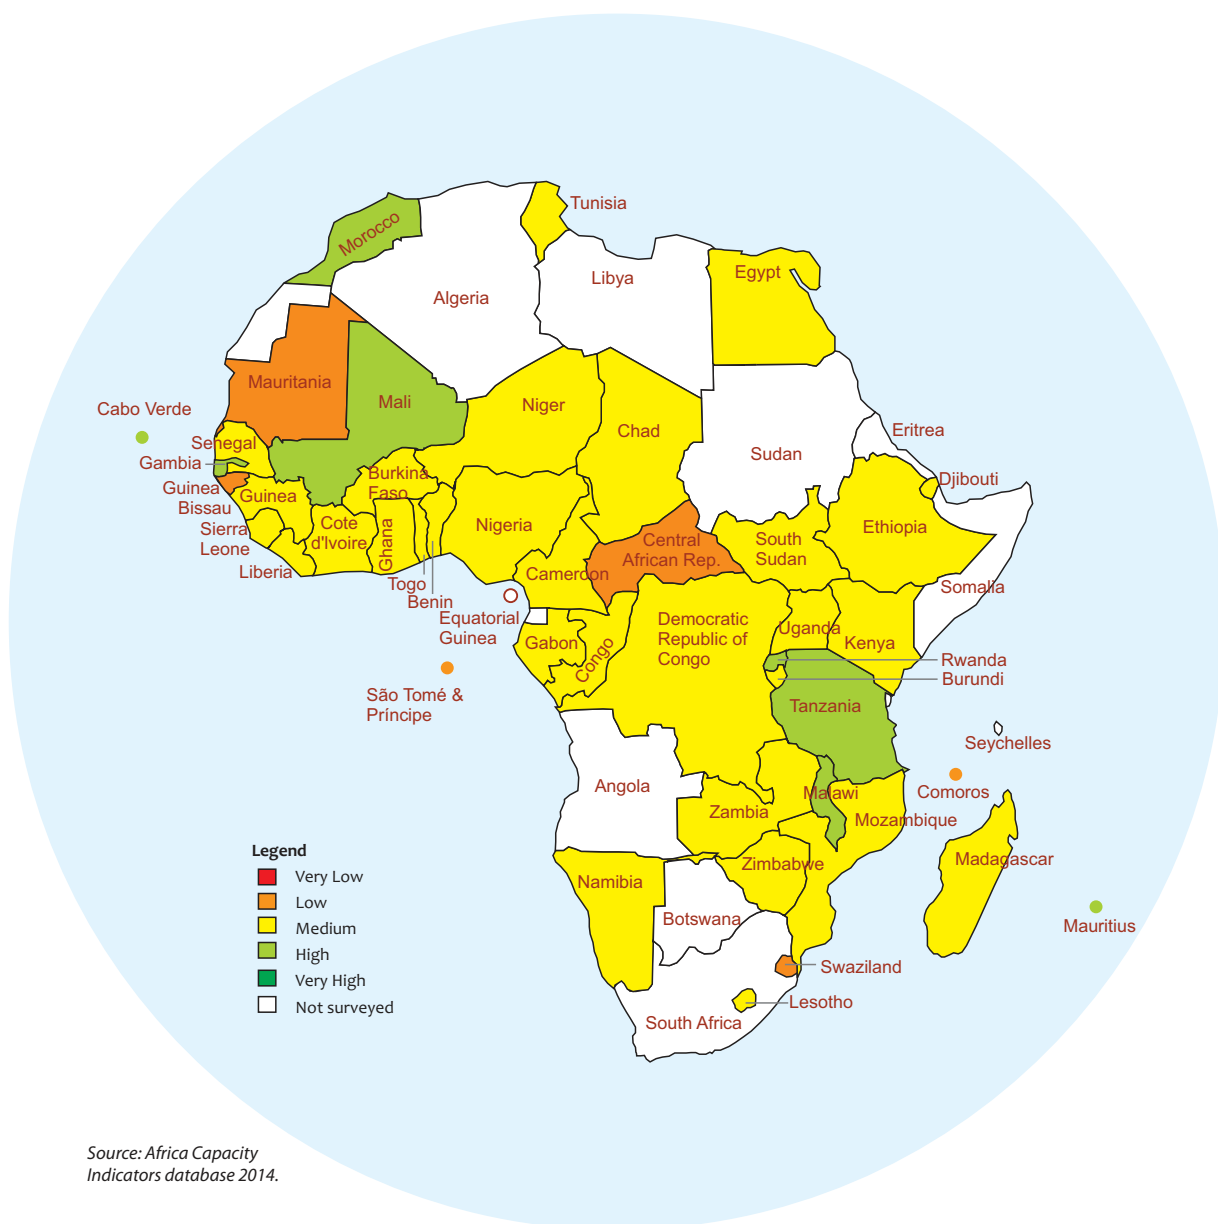 Tunisia
Morocco
Algeria
Libya
Egypt
Mauritania
Mali
Niger
Chad
Sudan
Eritrea
Cabo Verde
Senegal
Gambia
Guinea
Bissau
Guinea
Burkina
Faso
Djibouti
Sierra
Leone
Cote
d'Ivoire
Ghana
Nigeria
Central
African Rep.
South
Sudan
Ethiopia
Liberia
Togo
Benin
Cameroon
Somalia
Equatorial
Guinea
Gabon
Congo
Democratic
Republic of
Congo
Uganda
Kenya
Rwanda
Burundi
São Tomé &
Príncipe
Tanzania
Seychelles
Angola
Zambia
Malawi
Comoros
Mozambique
Zimbabwe
Madagascar
Namibia
Botswana
Mauritius
Swaziland
Lesotho
South Africa
Legend
Very Low
Low
Medium
High
Very High
Not surveyed
Source: Africa Capacity
Indicators database 2014.